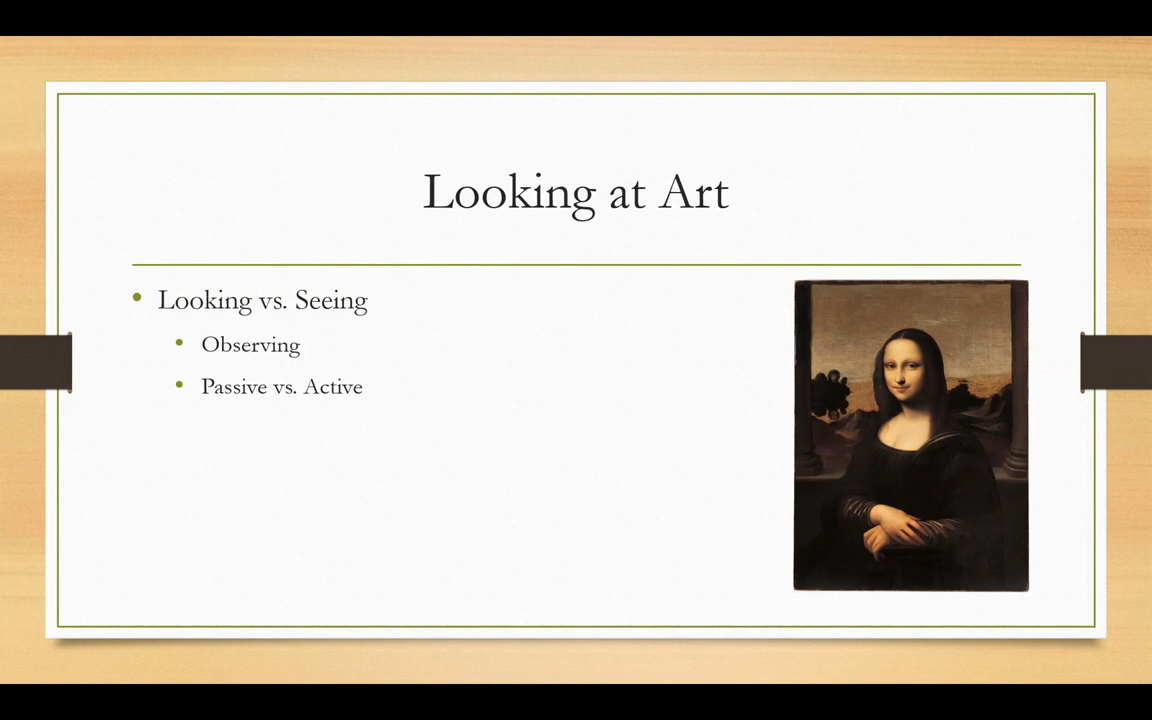 Looking at Art
Looking vs. Seeing
Observing
Passive vs. Active